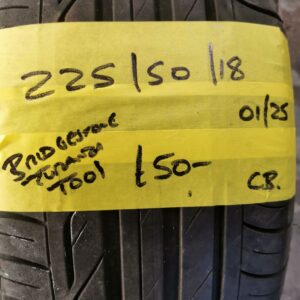 225/50/18
01/25
BRIDGESTONE
TURANZA
T001
£50-
CB.